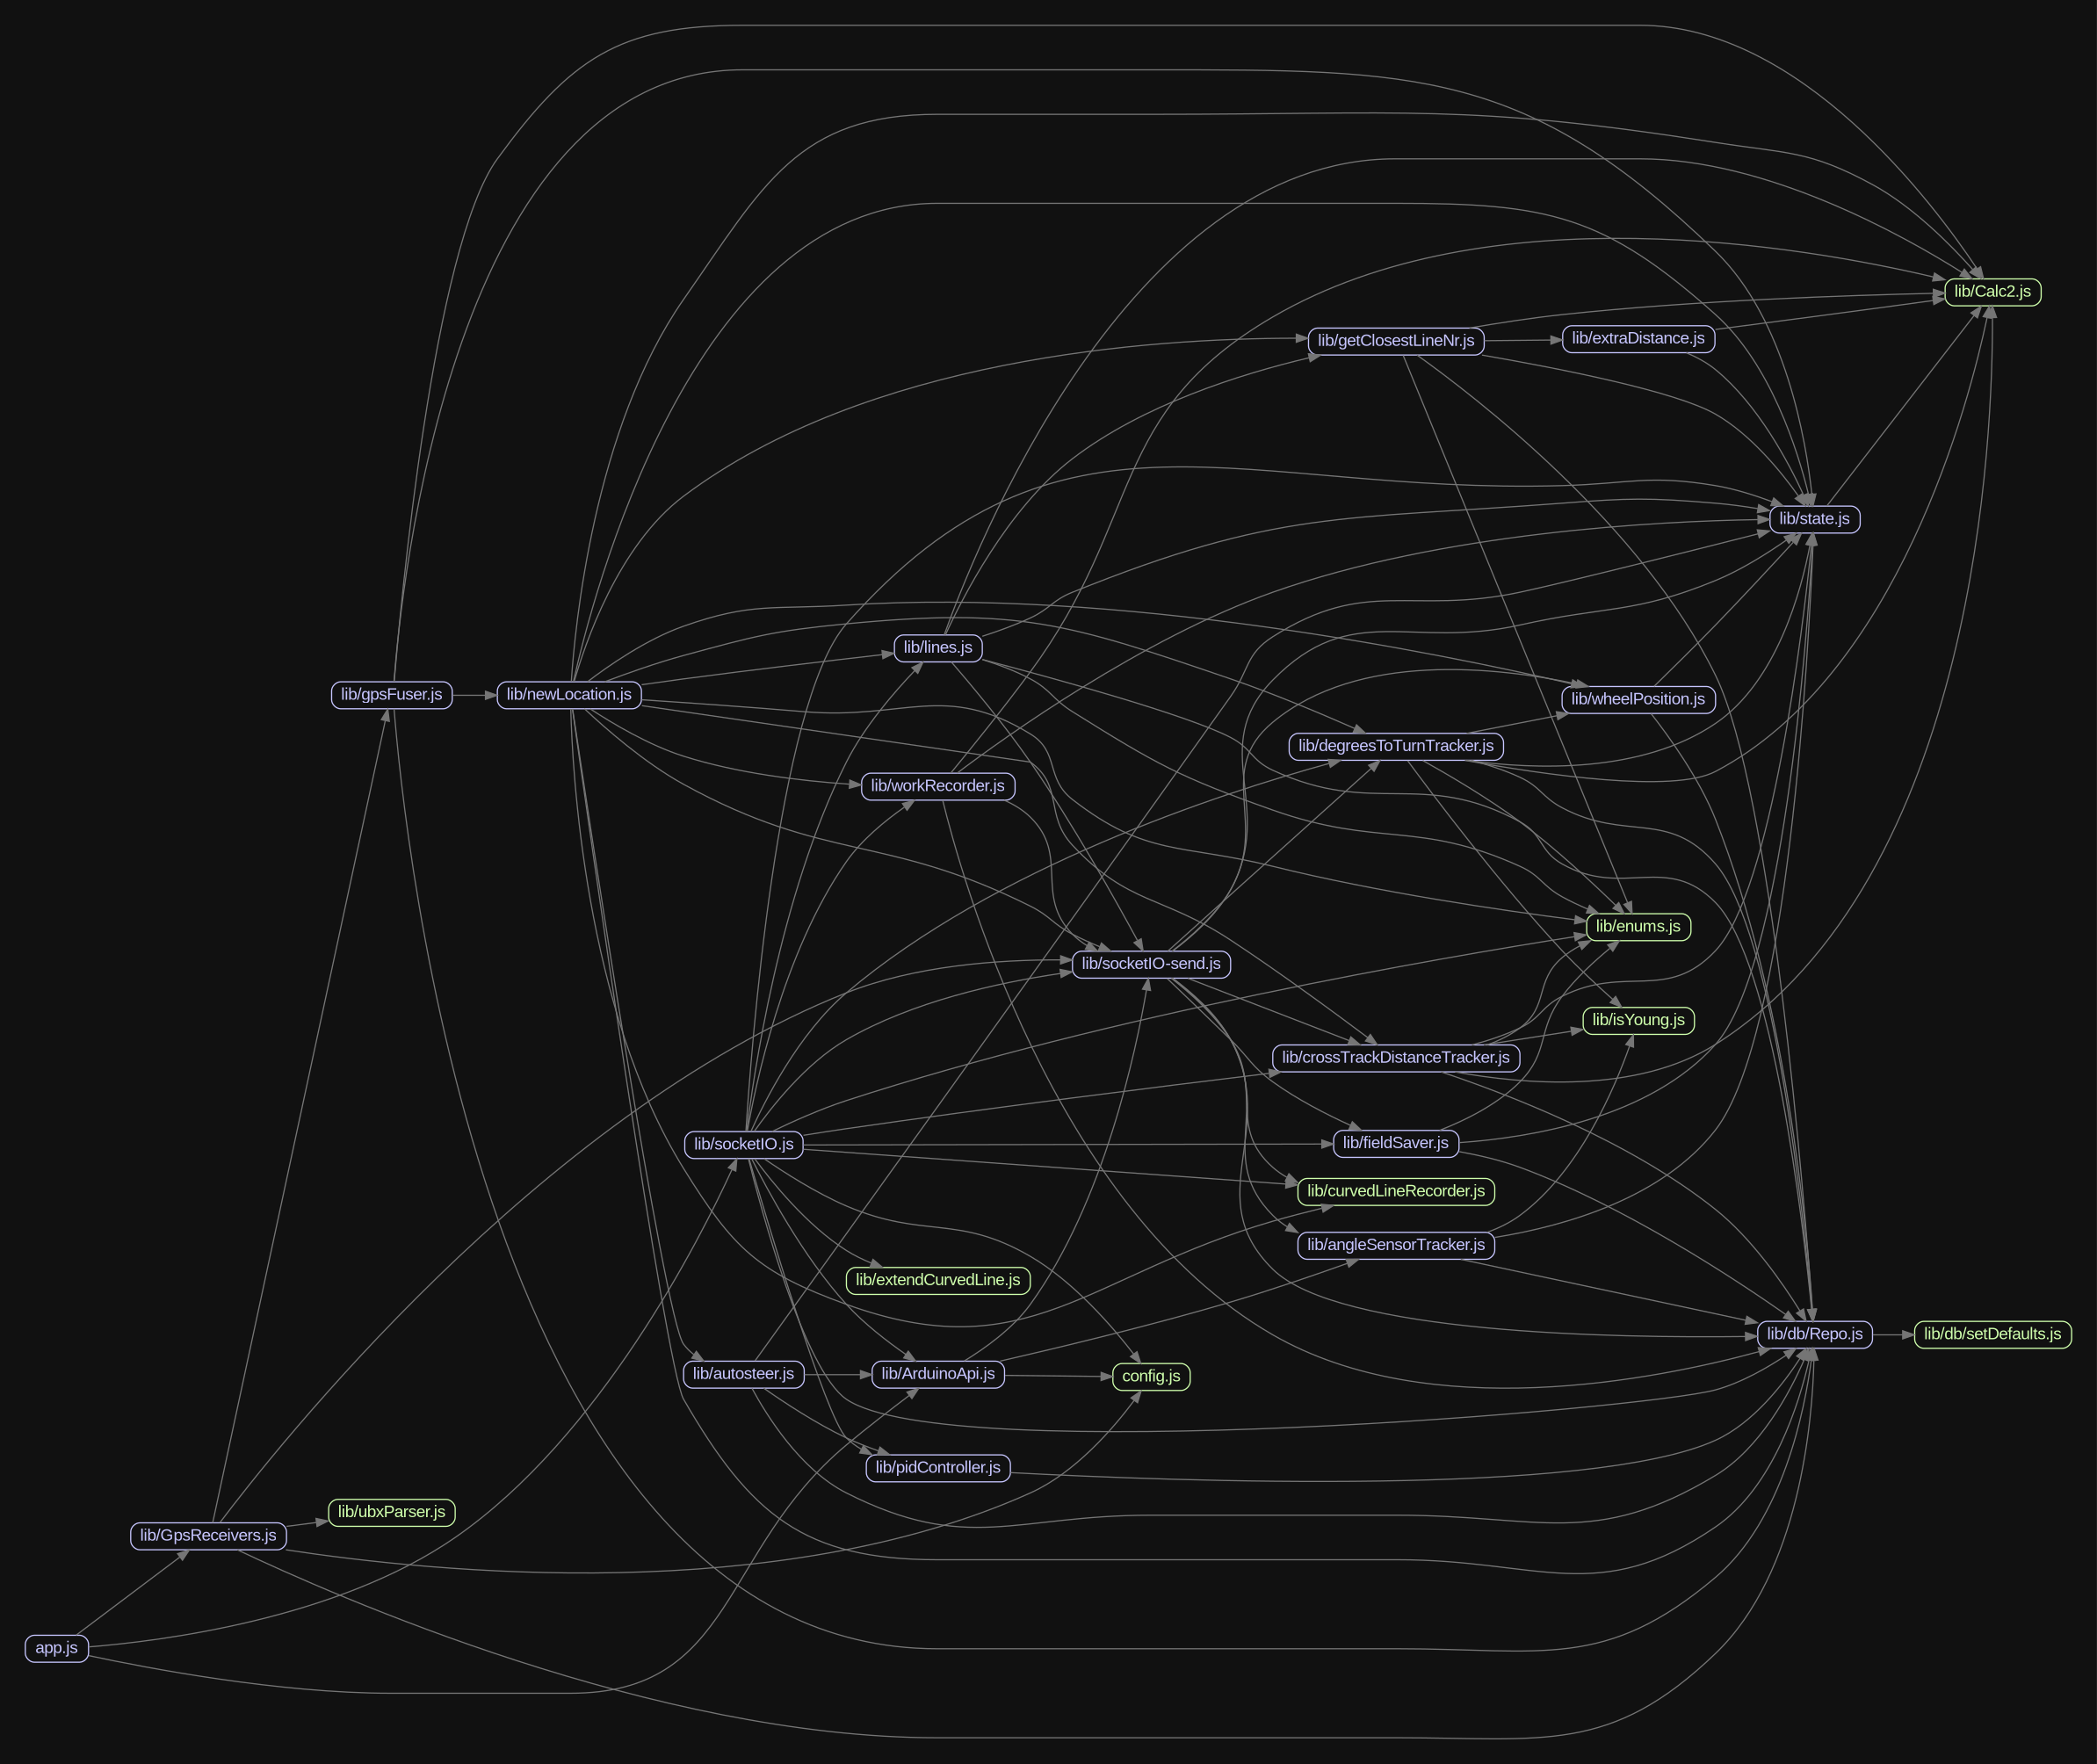 lib/Calc2.js
lib/getClosestLineNr.js
lib/extraDistance.js
lib/state.js
lib/lines.js
lib/gpsFuser.js
lib/newLocation.js
lib/wheelPosition.js
lib/degreesToTurnTracker.js
lib/workRecorder.js
lib/enums.js
lib/socketIO-send.js
lib/isYoung.js
lib/crossTrackDistanceTracker.js
lib/socketIO.js
lib/fieldSaver.js
lib/curvedLineRecorder.js
lib/angleSensorTracker.js
lib/extendCurvedLine.js
lib/db/Repo.js
lib/db/setDefaults.js
lib/autosteer.js
lib/ArduinoApi.js
config.js
lib/pidController.js
lib/ubxParser.js
lib/GpsReceivers.js
app.js